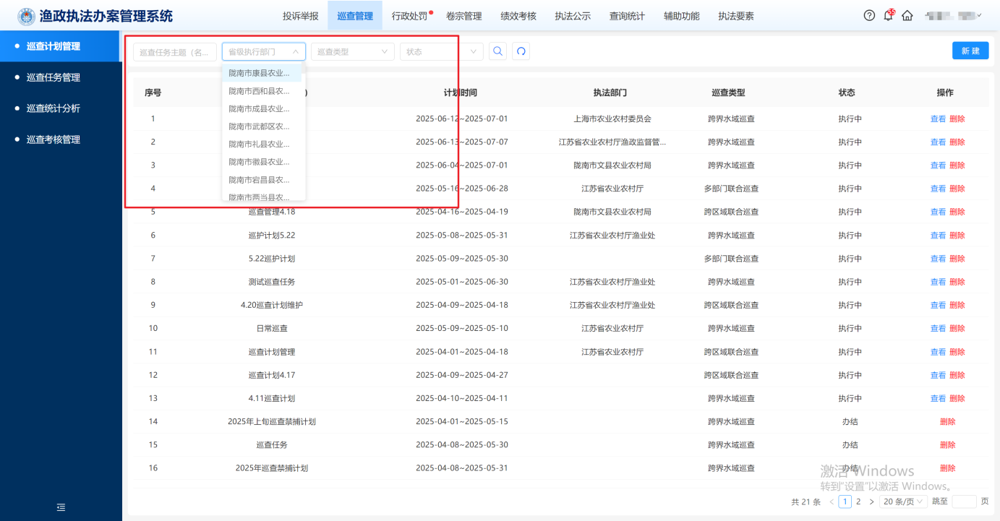 渔政执法办案管理系统
投诉举报 巡查管理 行政处罚 卷宗管理 绩效考核 执法公示 查询统计 辅助功能 执法要素 55
巡查计划管理
巡查任务管理
巡查统计分析
巡查考核管理
巡查任务主题（名... 省级执行部门 巡查类型 状态 新 建
陇南市康县农业...
陇南市西和县农...
陇南市成县农业...
陇南市武都区农...
陇南市礼县农业...
陇南市徽县农业...
陇南市宕昌县农...
陇南市两当县农...
序号 ) 计划时间 执法部门 巡查类型 状态 操作
1 2025-06-12~2025-07-01 上海市农业农村委员会 跨界水域巡查 执行中 查看 删除
2 2025-06-13~2025-07-07 江苏省农业农村厅渔政监督管... 跨界水域巡查 执行中 查看 删除
3 2025-06-04~2025-07-01 陇南市文县农业农村局 跨界水域巡查 执行中 查看 删除
4 2025-05-16~2025-06-28 江苏省农业农村厅 多部门联合巡查 执行中 查看 删除
5 巡查管理4.18 2025-04-16~2025-04-19 陇南市文县农业农村局 跨区域联合巡查 执行中 查看 删除
6 巡护计划5.22 2025-05-08~2025-05-31 江苏省农业农村厅渔业处 跨界水域巡查 执行中 查看 删除
7 5.22巡护计划 2025-05-09~2025-05-30 多部门联合巡查 执行中 查看 删除
8 测试巡查任务 2025-05-01~2025-06-30 江苏省农业农村厅渔业处 跨界水域巡查 执行中 查看 删除
9 4.20巡查计划维护 2025-04-09~2025-04-18 江苏省农业农村厅渔业处 跨区域联合巡查 执行中 查看 删除
10 日常巡查 2025-05-09~2025-05-10 江苏省农业农村厅 跨界水域巡查 执行中 查看 删除
11 巡查计划管理 2025-04-01~2025-04-18 江苏省农业农村厅 跨区域联合巡查 执行中 查看 删除
12 巡查计划4.17 2025-04-09~2025-04-27 跨区域联合巡查 执行中 查看 删除
13 4.11巡查计划 2025-04-10~2025-04-11 跨界水域巡查 执行中 查看 删除
14 2025年上旬巡查禁捕计划 2025-04-01~2025-05-15 跨界水域巡查 办结 删除
15 巡查任务 2025-04-08~2025-05-30 跨界水域巡查 办结 删除
16 2025年巡查禁捕计划 2025-04-08~2025-05-31 跨界水域巡查 办结 删除
激活 Windows
转到"设置"以激活 Windows。
共 21 条 < 1 2 > 20 条/页 跳至 页